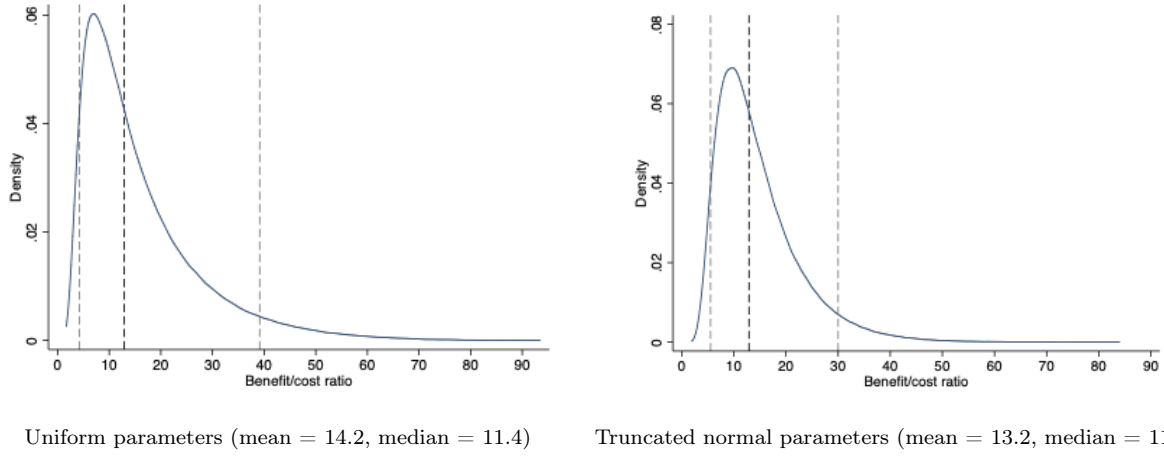 .06
.04
.02
0
Density
0 10 20 30 40 50 60 70 80 90
Benefit/cost ratio
Uniform parameters (mean = 14.2, median = 11.4)
.08
.06
.04
.02
0
Density
0 10 20 30 40 50 60 70 80 90
Benefit/cost ratio
Truncated normal parameters (mean = 13.2, median =